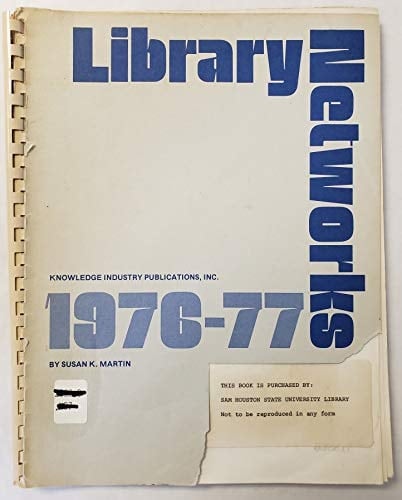 Library
Networks
KNOWLEDGE INDUSTRY PUBLICATIONS, INC.
1976-77
BY SUSAN K. MARTIN
THIS BOOK IS PURCHASED BY:
SAM HOUSTON STATE UNIVERSITY LIBRARY
Not to be reproduced in any form